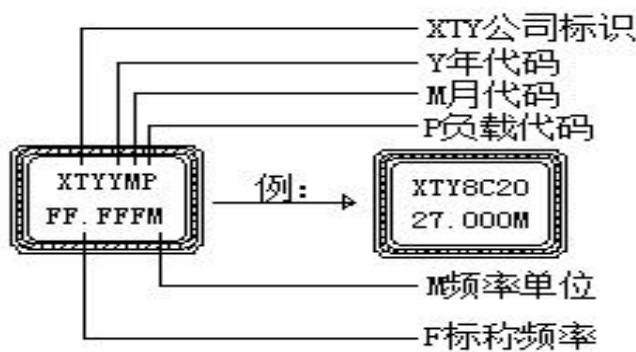 XTY公司标识
Y年代码
M月代码
P负载代码
XTYYMP
FF.FFFM
例：
XTY8C20
27.000M
M频率单位
F标称频率